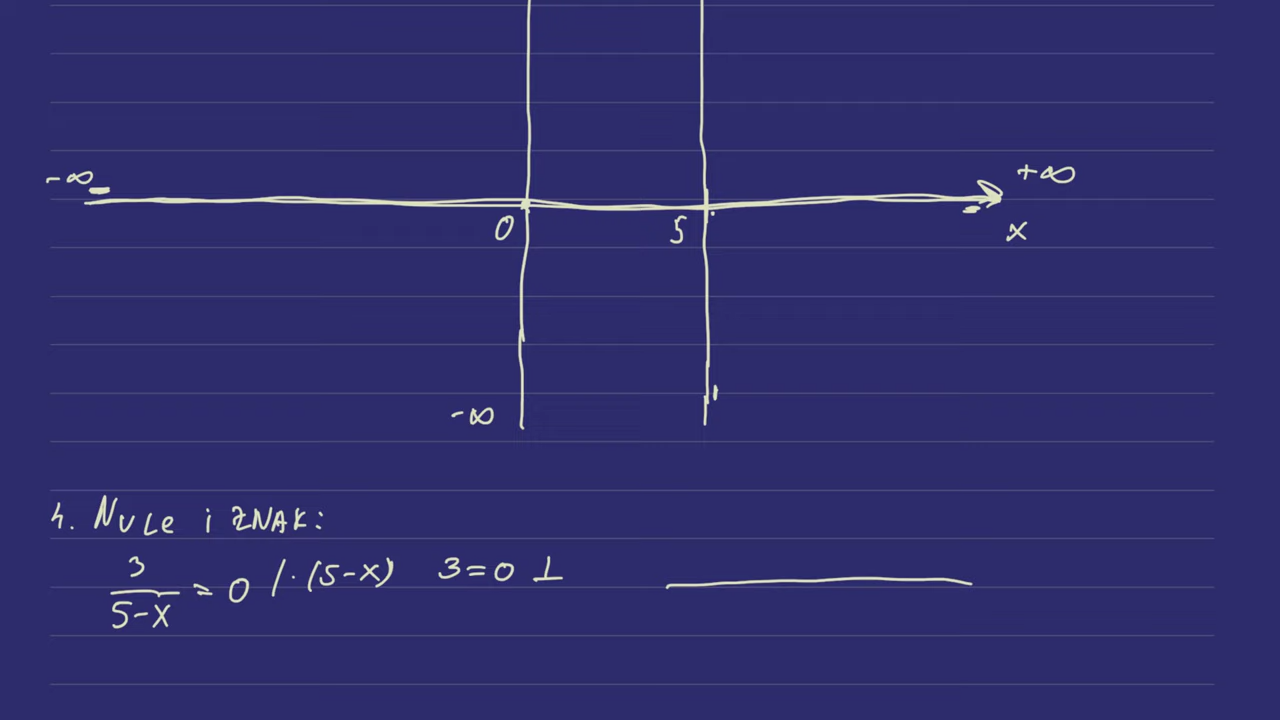 -∞ +∞
0 5 x
-∞
4. NULE i ZNAK:
3/(5-x) = 0 /·(5-x) 3=0 ⊥